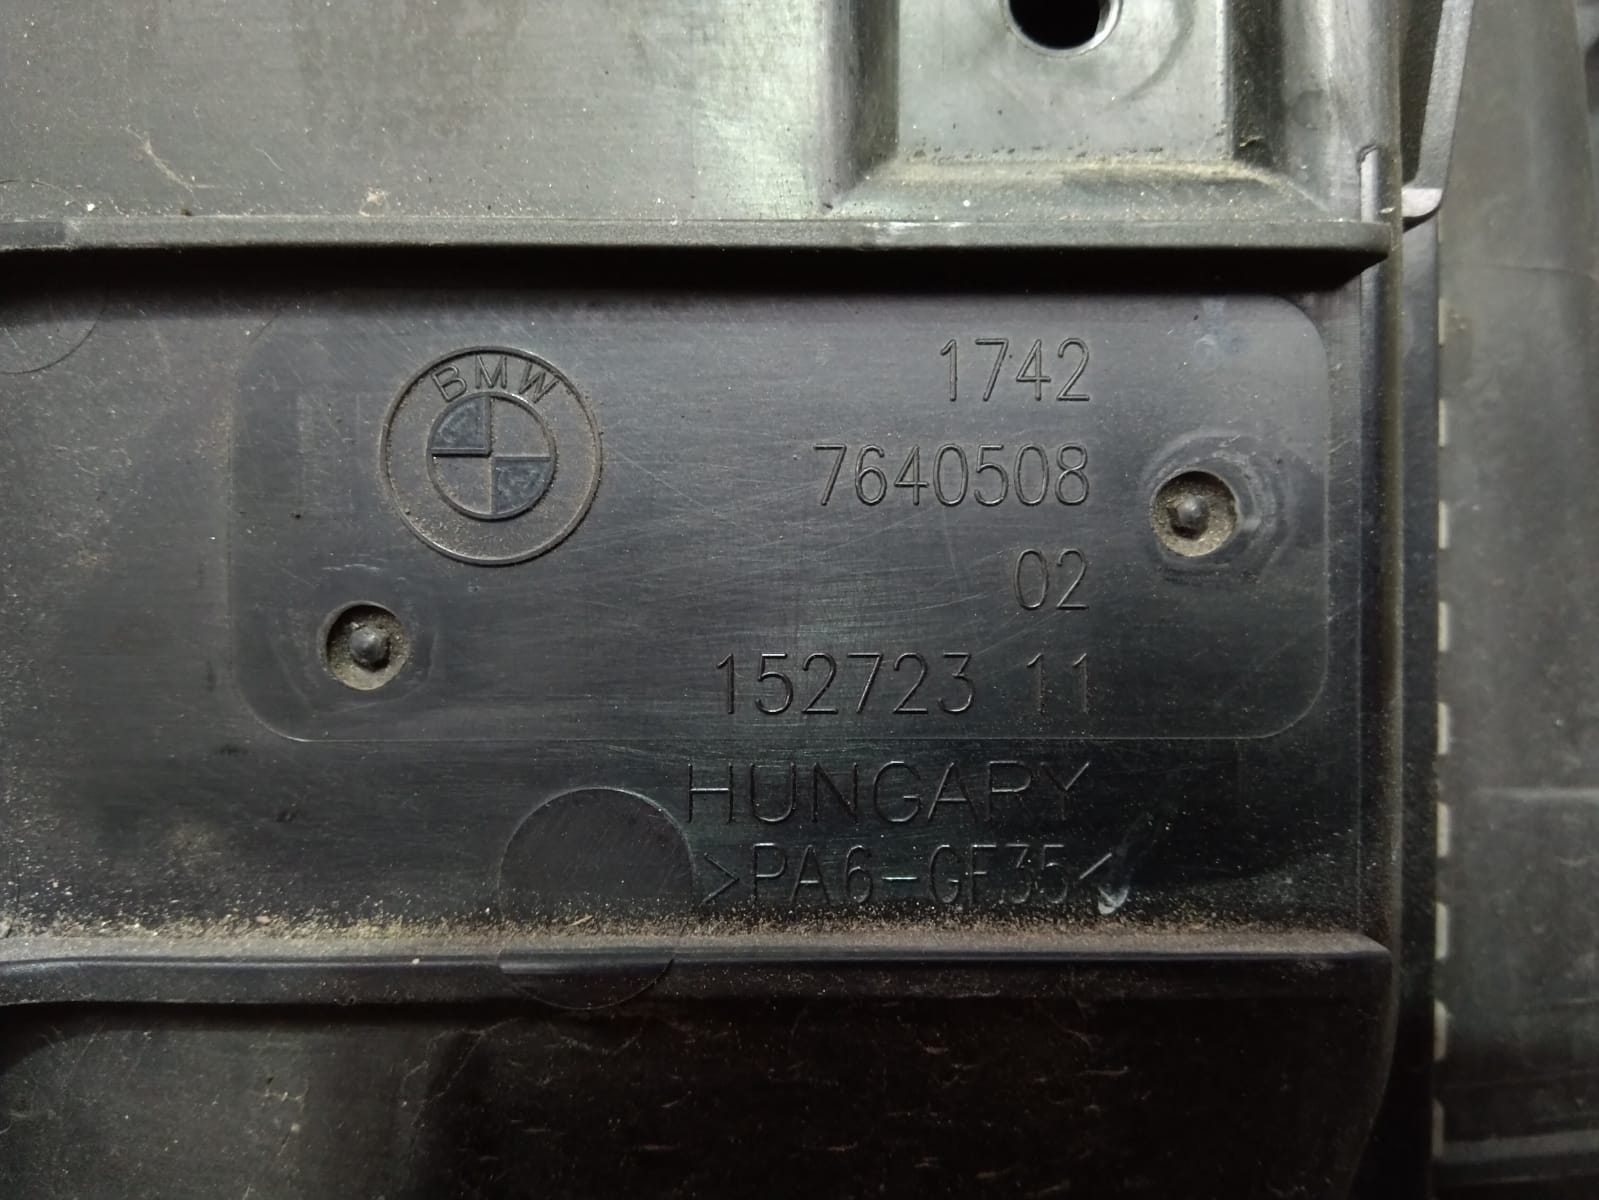 BMW
1742
7640508
02
152723 11
HUNGARY
>PA6-GF35<